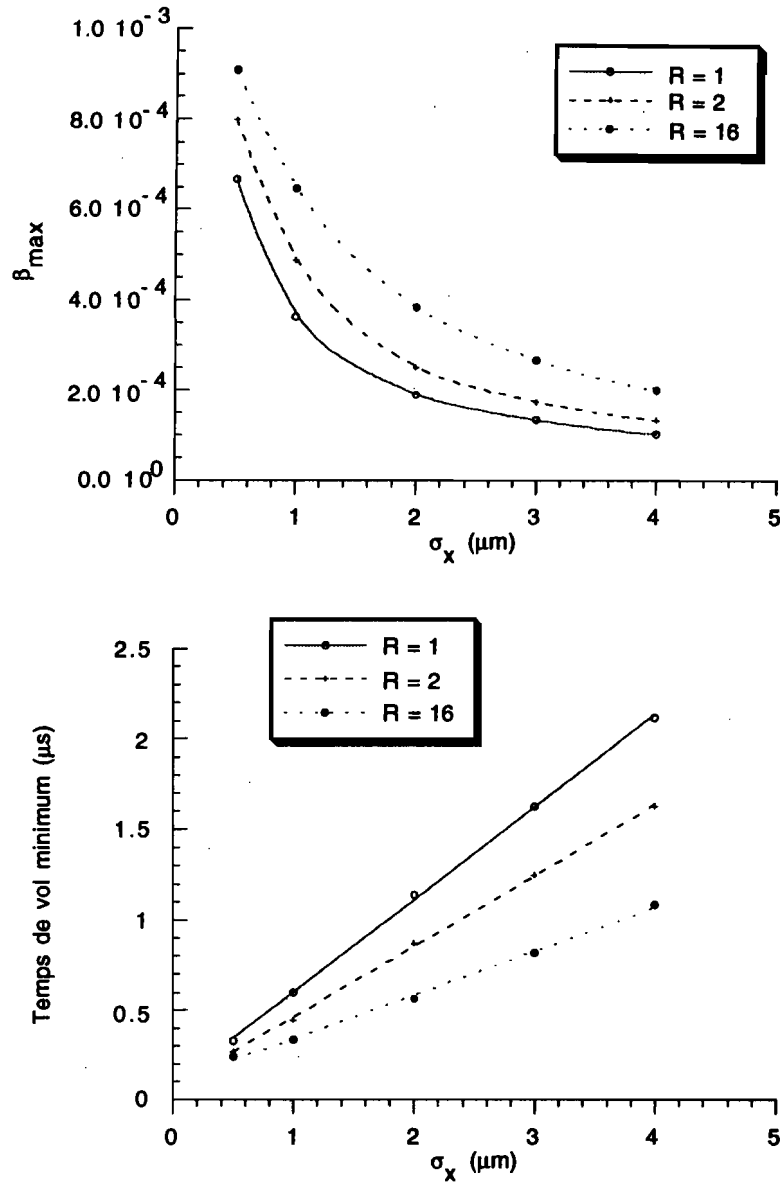 1.0 10-3
8.0 10-4
6.0 10-4
4.0 10-4
2.0 10-4
0.0 100
βmax
0 1 2 3 4 5
σx (μm)
R = 1
R = 2
R = 16
2.5
2
1.5
1
0.5
0
Temps de vol minimum (μs)
0 1 2 3 4 5
σx (μm)
R = 1
R = 2
R = 16